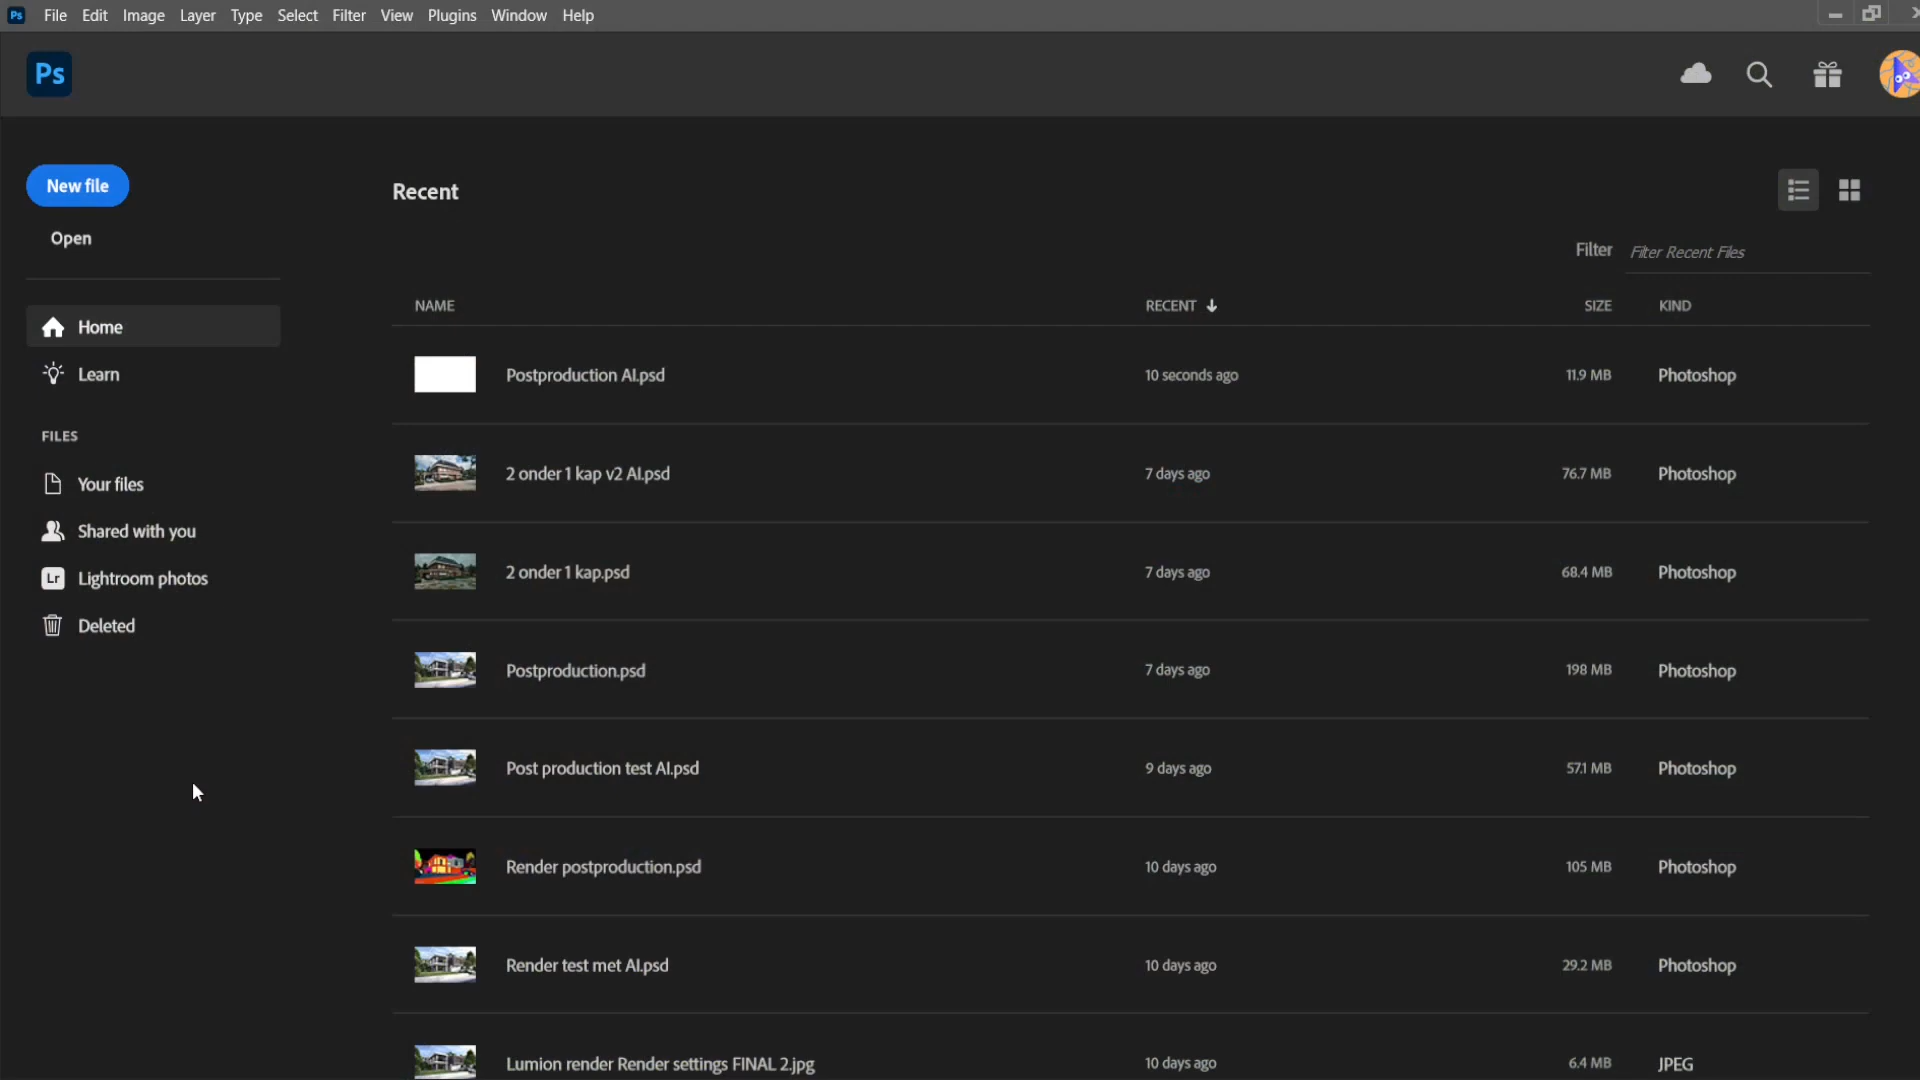 Ps File Edit Image Layer Type Select Filter View Plugins Window Help
Ps
New file
Open
Home
Learn
FILES
Your files
Shared with you
Lr Lightroom photos
Deleted
Recent
Filter Filter Recent Files
NAME RECENT SIZE KIND
Postproduction AI.psd 10 seconds ago 11.9 MB Photoshop
2 onder 1 kap v2 AI.psd 7 days ago 76.7 MB Photoshop
2 onder 1 kap.psd 7 days ago 68.4 MB Photoshop
Postproduction.psd 7 days ago 198 MB Photoshop
Post production test AI.psd 9 days ago 57.1 MB Photoshop
Render postproduction.psd 10 days ago 105 MB Photoshop
Render test met AI.psd 10 days ago 29.2 MB Photoshop
Lumion render Render settings FINAL 2.jpg 10 days ago 6.4 MB JPEG